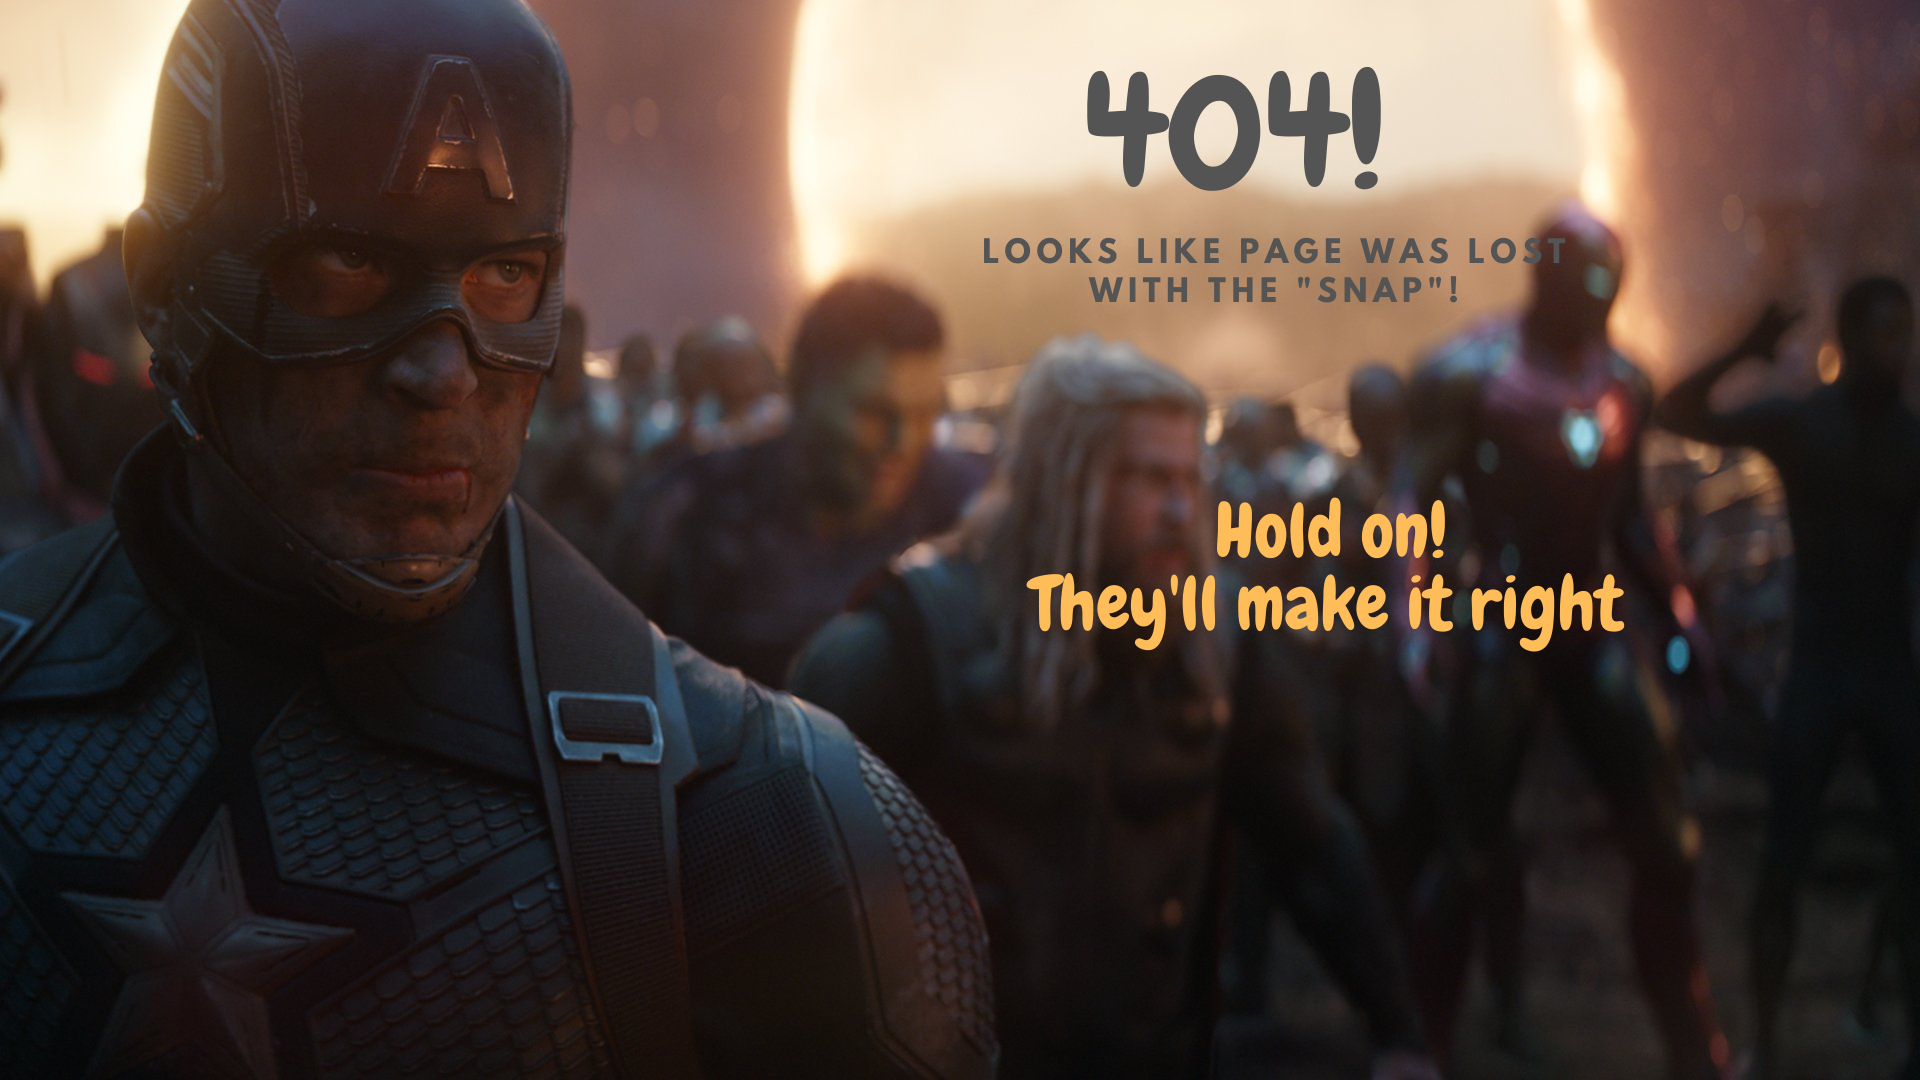 A
404!
LOOKS LIKE PAGE WAS LOST
WITH THE "SNAP"!
Hold on!
They'll make it right